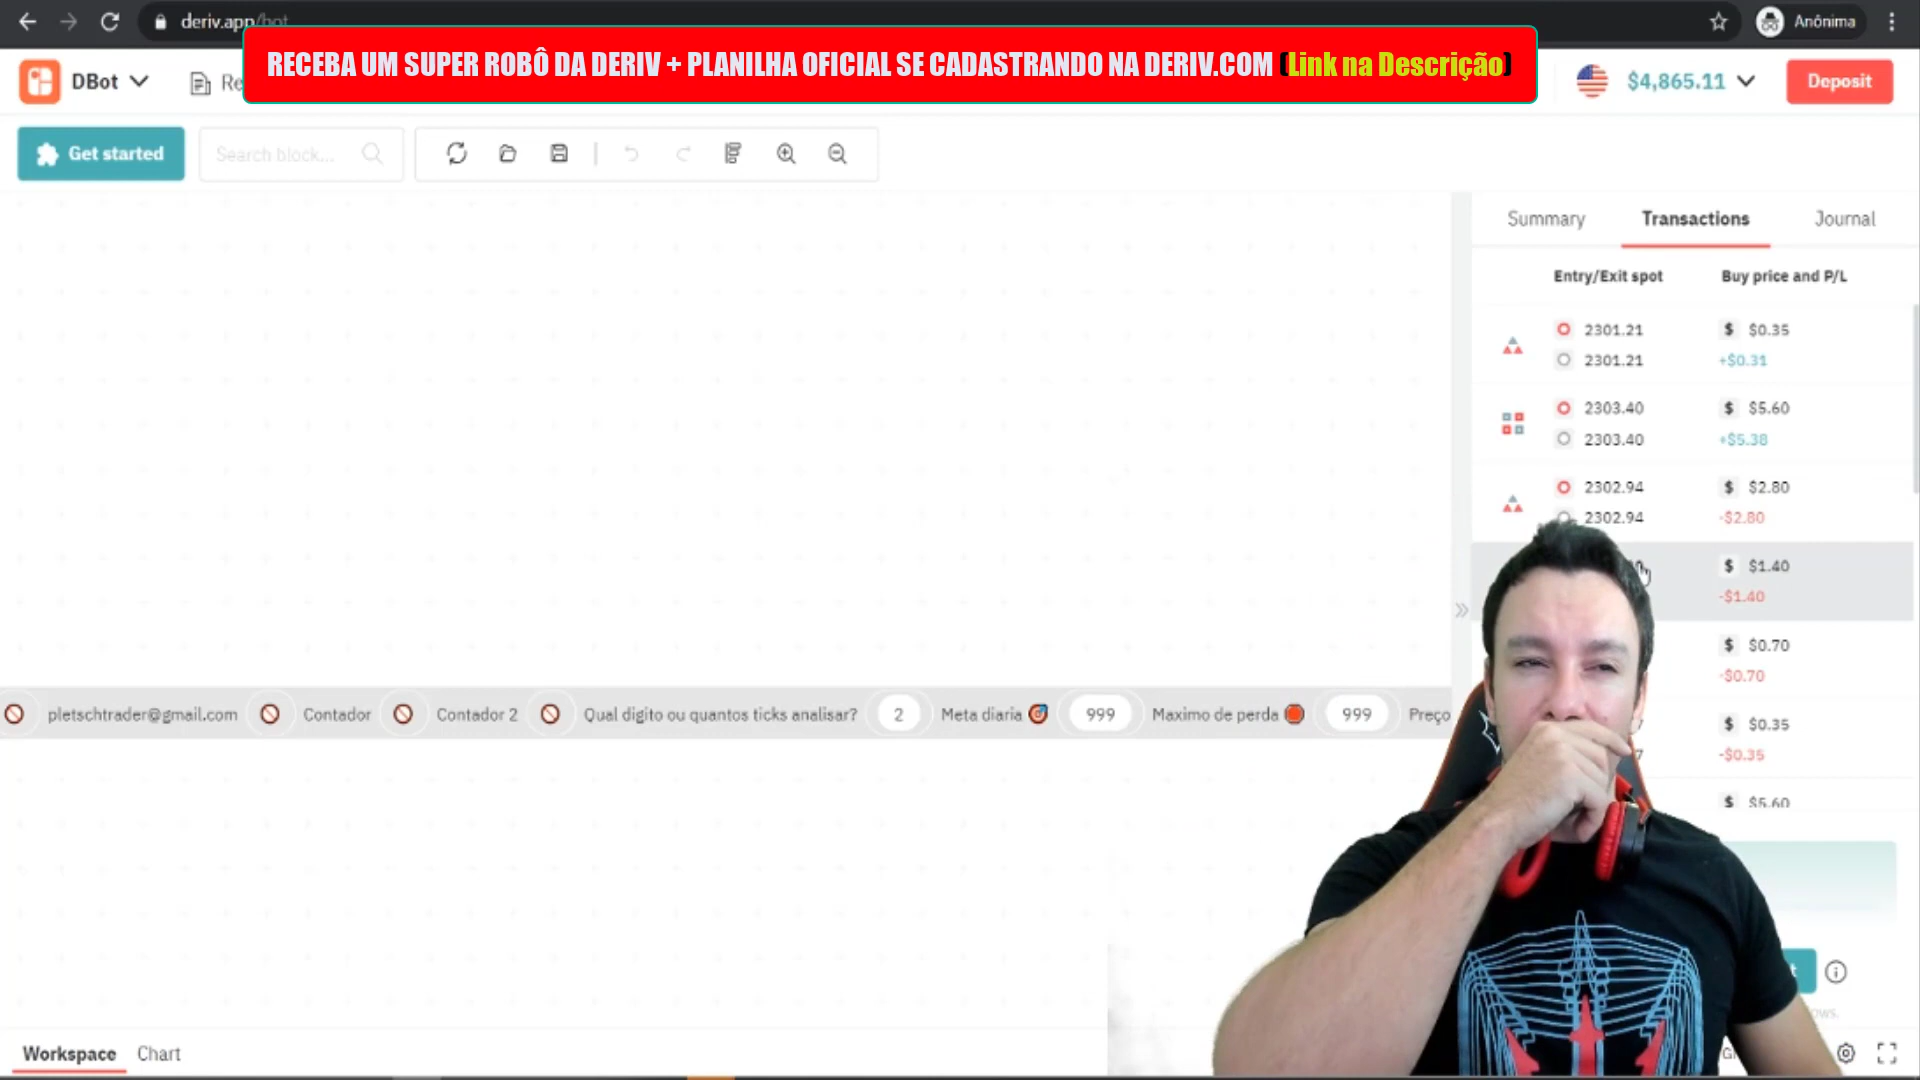 deriv.app/bot
Anônima
RECEBA UM SUPER ROBÔ DA DERIV + PLANILHA OFICIAL SE CADASTRANDO NA DERIV.COM (Link na Descrição)
DBot
Re
$4,865.11
Deposit
Get started
Search block...
Summary
Transactions
Journal
Entry/Exit spot
Buy price and P/L
2301.21
$ $0.35
2301.21
+$0.31
2303.40
$ $5.60
2303.40
+$5.38
2302.94
$ $2.80
2302.94
-$2.80
$ $1.40
-$1.40
$ $0.70
-$0.70
7
$ $0.35
7
-$0.35
$ $5.60
pletschtrader@gmail.com
Contador
Contador 2
Qual digito ou quantos ticks analisar?
2
Meta diaria
999
Maximo de perda
999
Preço
t
ows.
Workspace
Chart